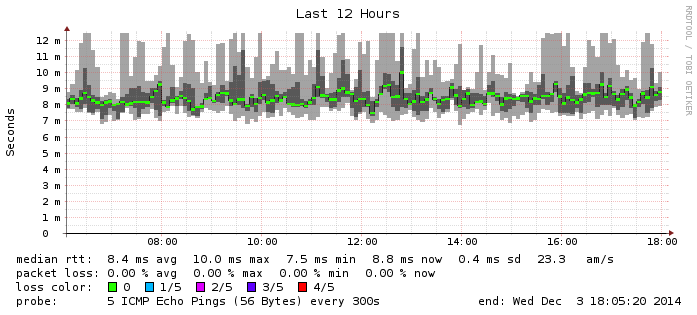 Last 12 Hours
RRDTOOL / TOBI OETIKER
Seconds
12 m
11 m
10 m
9 m
8 m
7 m
6 m
5 m
4 m
3 m
2 m
1 m
0
08:00 10:00 12:00 14:00 16:00 18:00
median rtt: 8.4 ms avg 10.0 ms max 7.5 ms min 8.8 ms now 0.4 ms sd 23.3 am/s
packet loss: 0.00 % avg 0.00 % max 0.00 % min 0.00 % now
loss color: 0 1/5 2/5 3/5 4/5
probe: 5 ICMP Echo Pings (56 Bytes) every 300s end: Wed Dec 3 18:05:20 2014